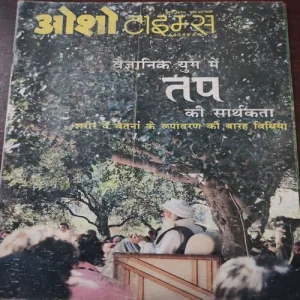 ओशो टाइम्स
वैज्ञानिक युग में
तप
की सार्थकता
शरीर व चेतना के रूपांतरण की बारह विधियां